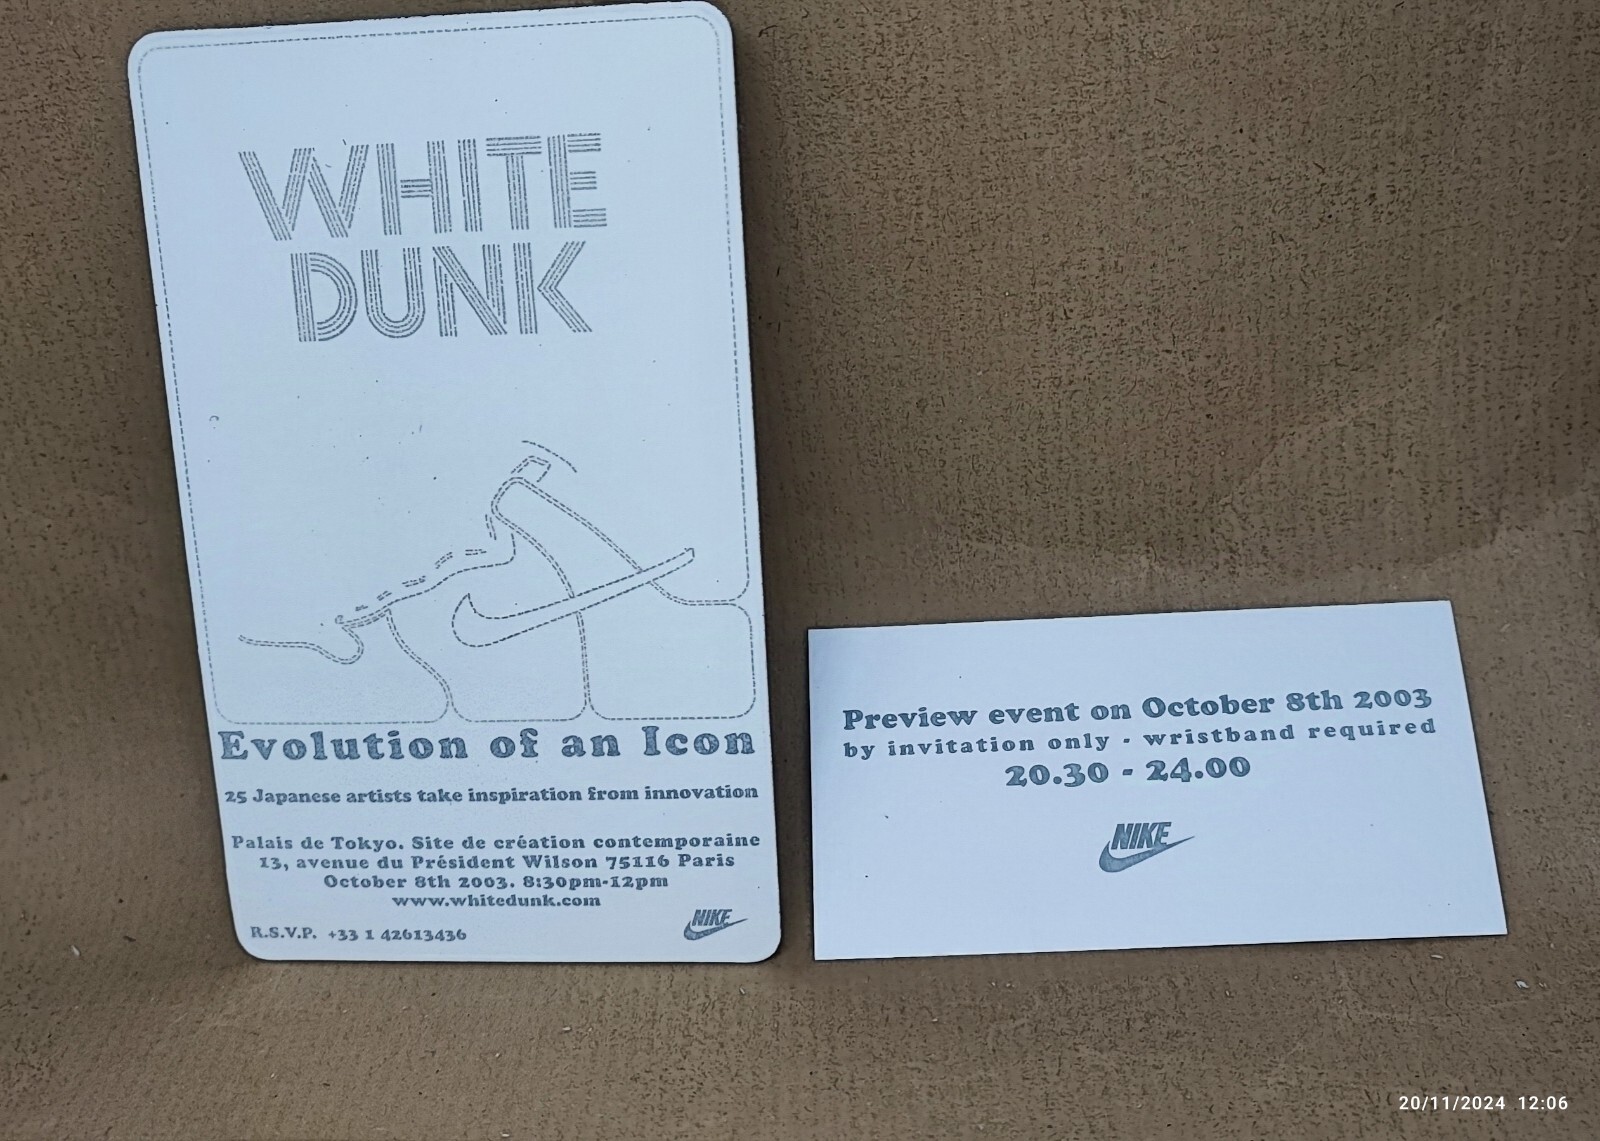 WHITE
DUNK
Evolution of an Icon
25 Japanese artists take inspiration from innovation
Palais de Tokyo. Site de création contemporaine
13, avenue du Président Wilson 75116 Paris
October 8th 2003. 8:30pm-12pm
www.whitedunk.com
R.S.V.P. +33 1 42613436
NIKE
Preview event on October 8th 2003
by invitation only - wristband required
20.30 - 24.00
NIKE
20/11/2024 12:06